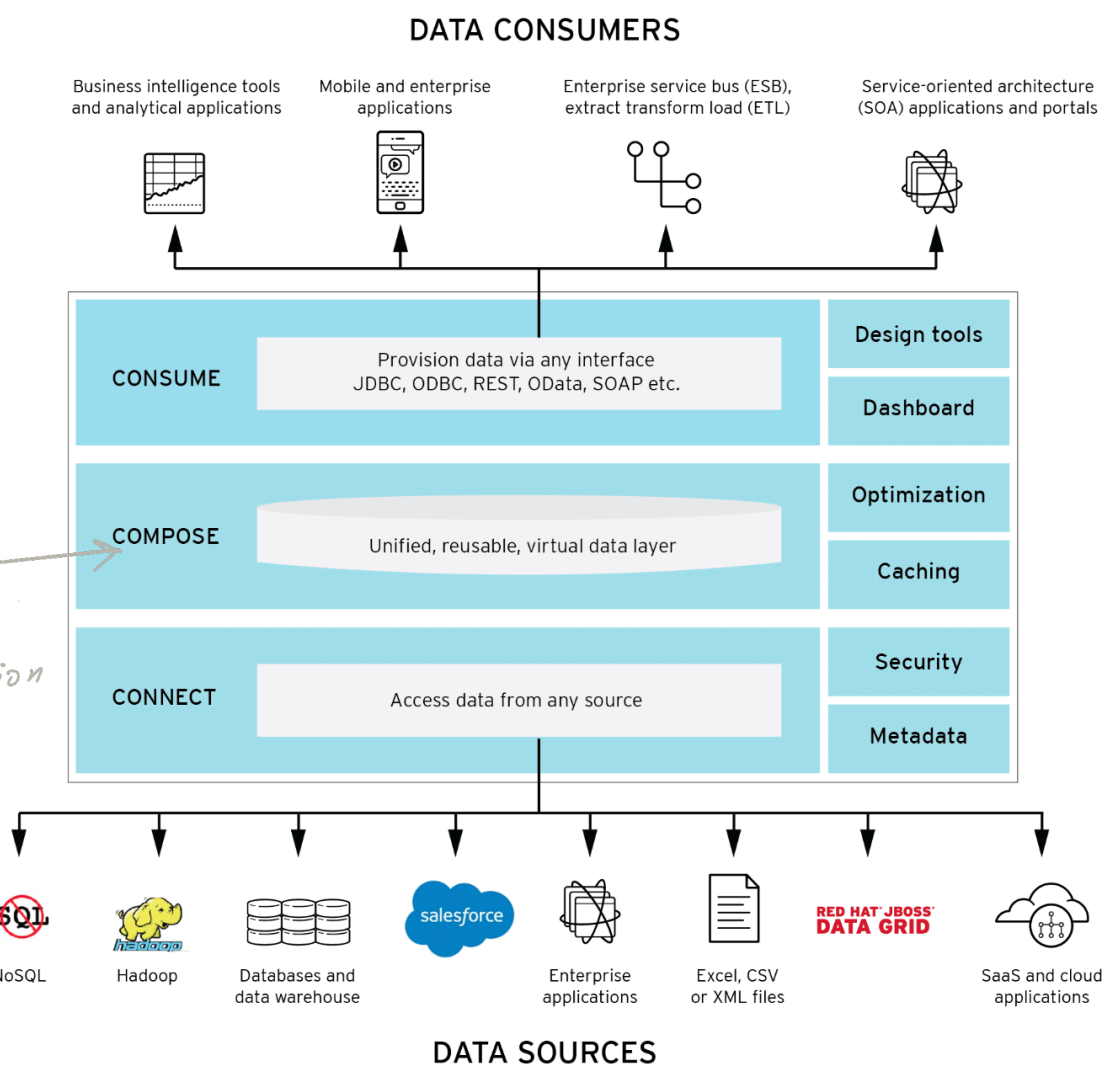 DATA CONSUMERS
Business intelligence tools
and analytical applications
Mobile and enterprise
applications
Enterprise service bus (ESB),
extract transform load (ETL)
Service-oriented architecture
(SOA) applications and portals
CONSUME
Provision data via any interface
JDBC, ODBC, REST, OData, SOAP etc.
Design tools
Dashboard
COMPOSE
Unified, reusable, virtual data layer
Optimization
Caching
CONNECT
Access data from any source
Security
Metadata
SQL
hadoop
salesforce
RED HAT® JBOSS®
DATA GRID
NoSQL
Hadoop
Databases and
data warehouse
Enterprise
applications
Excel, CSV
or XML files
SaaS and cloud
applications
DATA SOURCES